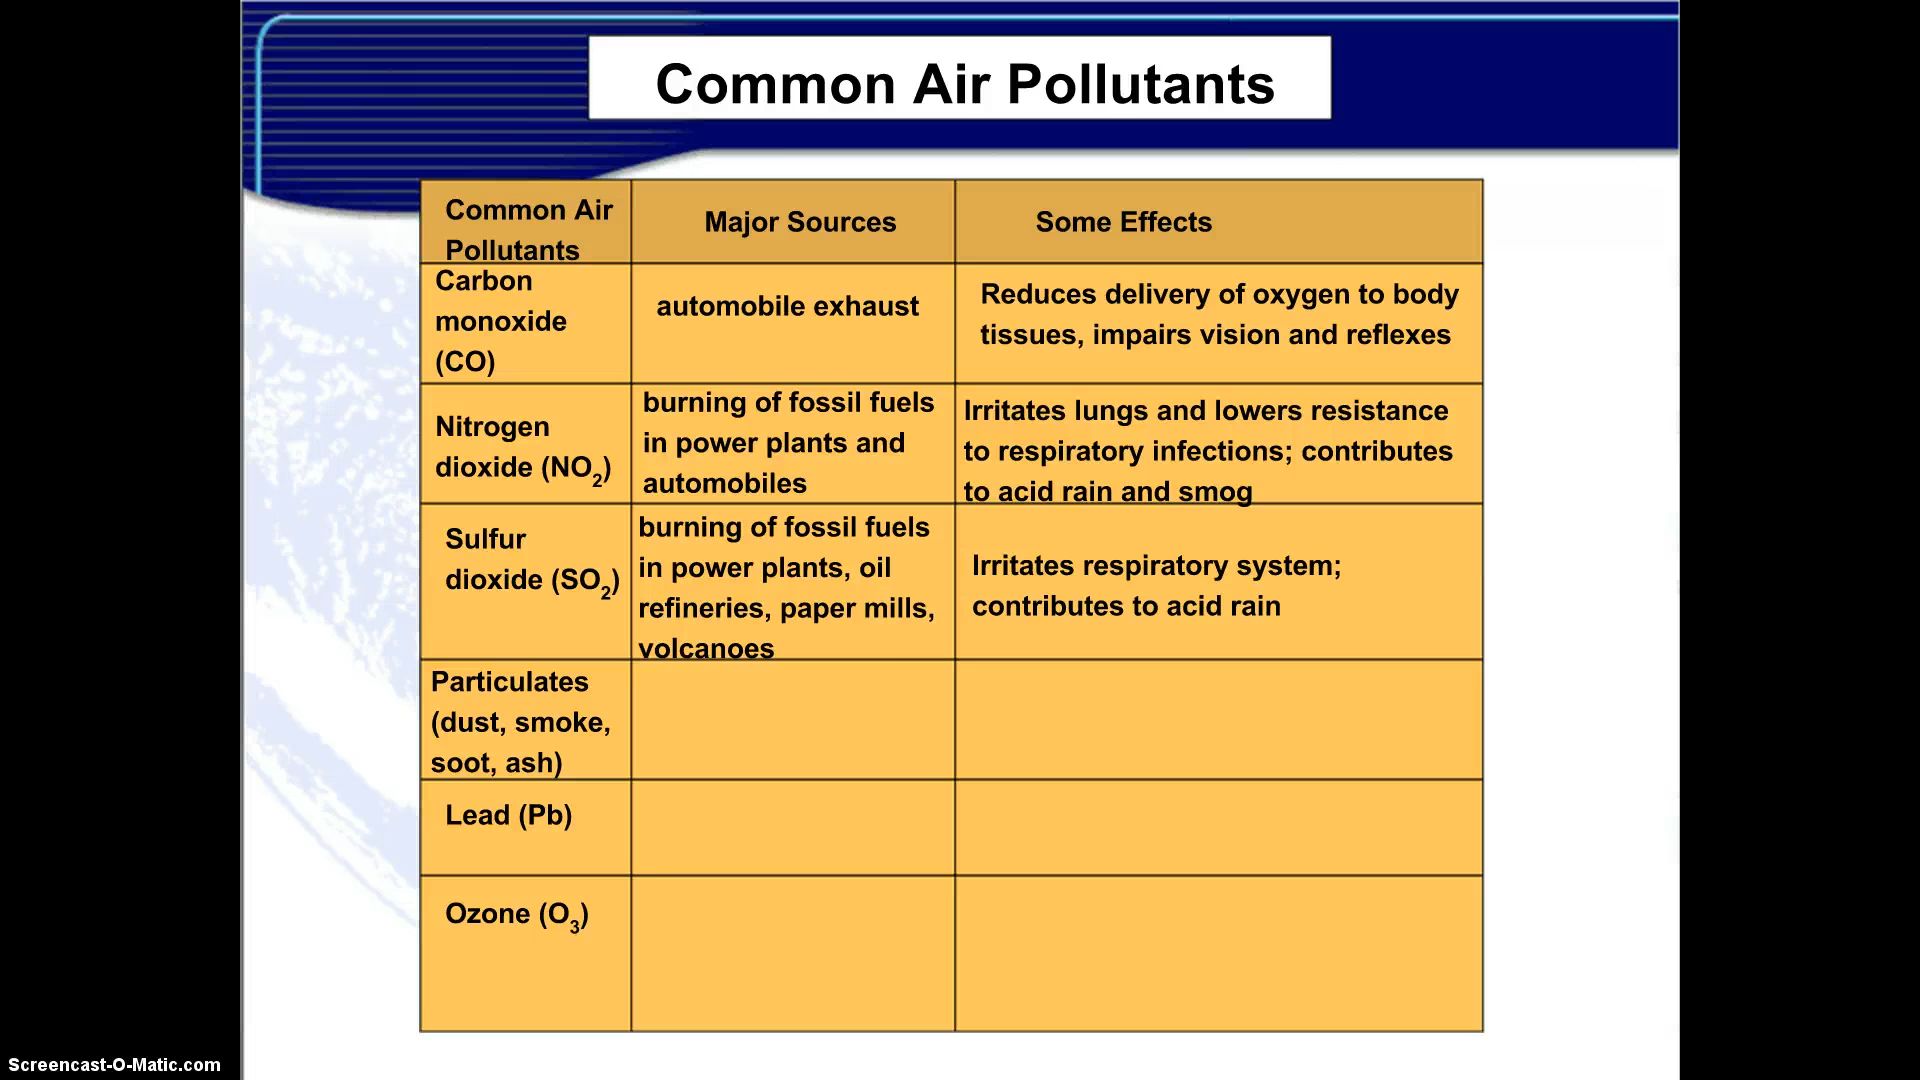 Common Air Pollutants
Common Air
Pollutants
Major Sources
Some Effects
Carbon
monoxide
(CO)
automobile exhaust
Reduces delivery of oxygen to body
tissues, impairs vision and reflexes
Nitrogen
dioxide (NO2)
burning of fossil fuels
in power plants and
automobiles
Irritates lungs and lowers resistance
to respiratory infections; contributes
to acid rain and smog
Sulfur
dioxide (SO2)
burning of fossil fuels
in power plants, oil
refineries, paper mills,
volcanoes
Irritates respiratory system;
contributes to acid rain
Particulates
(dust, smoke,
soot, ash)
Lead (Pb)
Ozone (O3)
Screencast-O-Matic.com